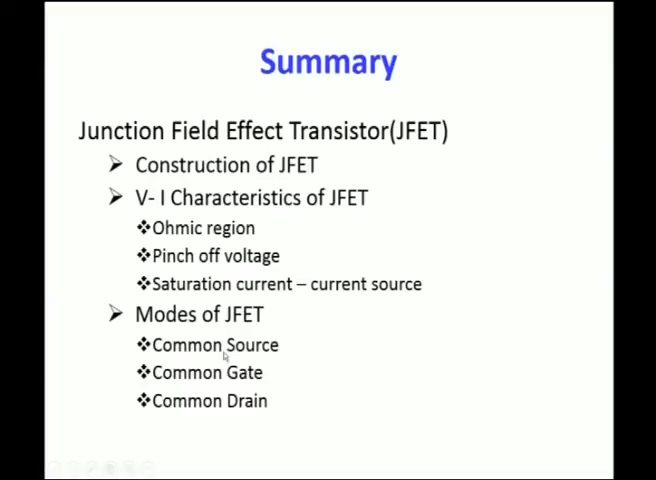 Summary
Junction Field Effect Transistor(JFET)
➢ Construction of JFET
➢ V- I Characteristics of JFET
❖Ohmic region
❖Pinch off voltage
❖Saturation current – current source
➢ Modes of JFET
❖Common Source
❖Common Gate
❖Common Drain